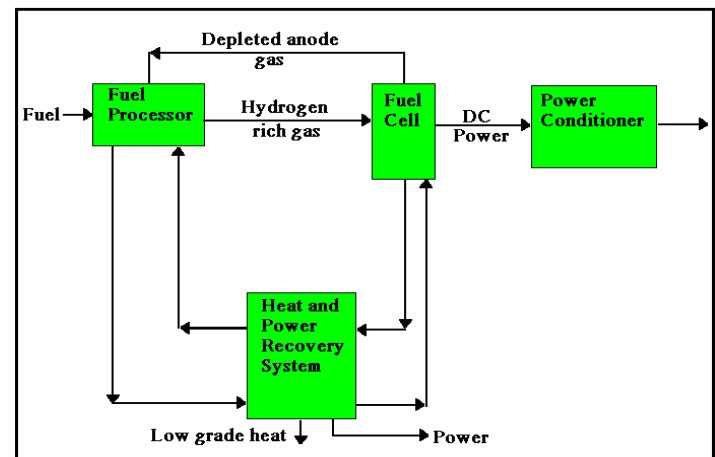 Depleted anode
gas
Fuel
Fuel
Processor
Hydrogen
rich gas
Fuel
Cell
DC
Power
Power
Conditioner
Heat and
Power
Recovery
System
Low grade heat
Power